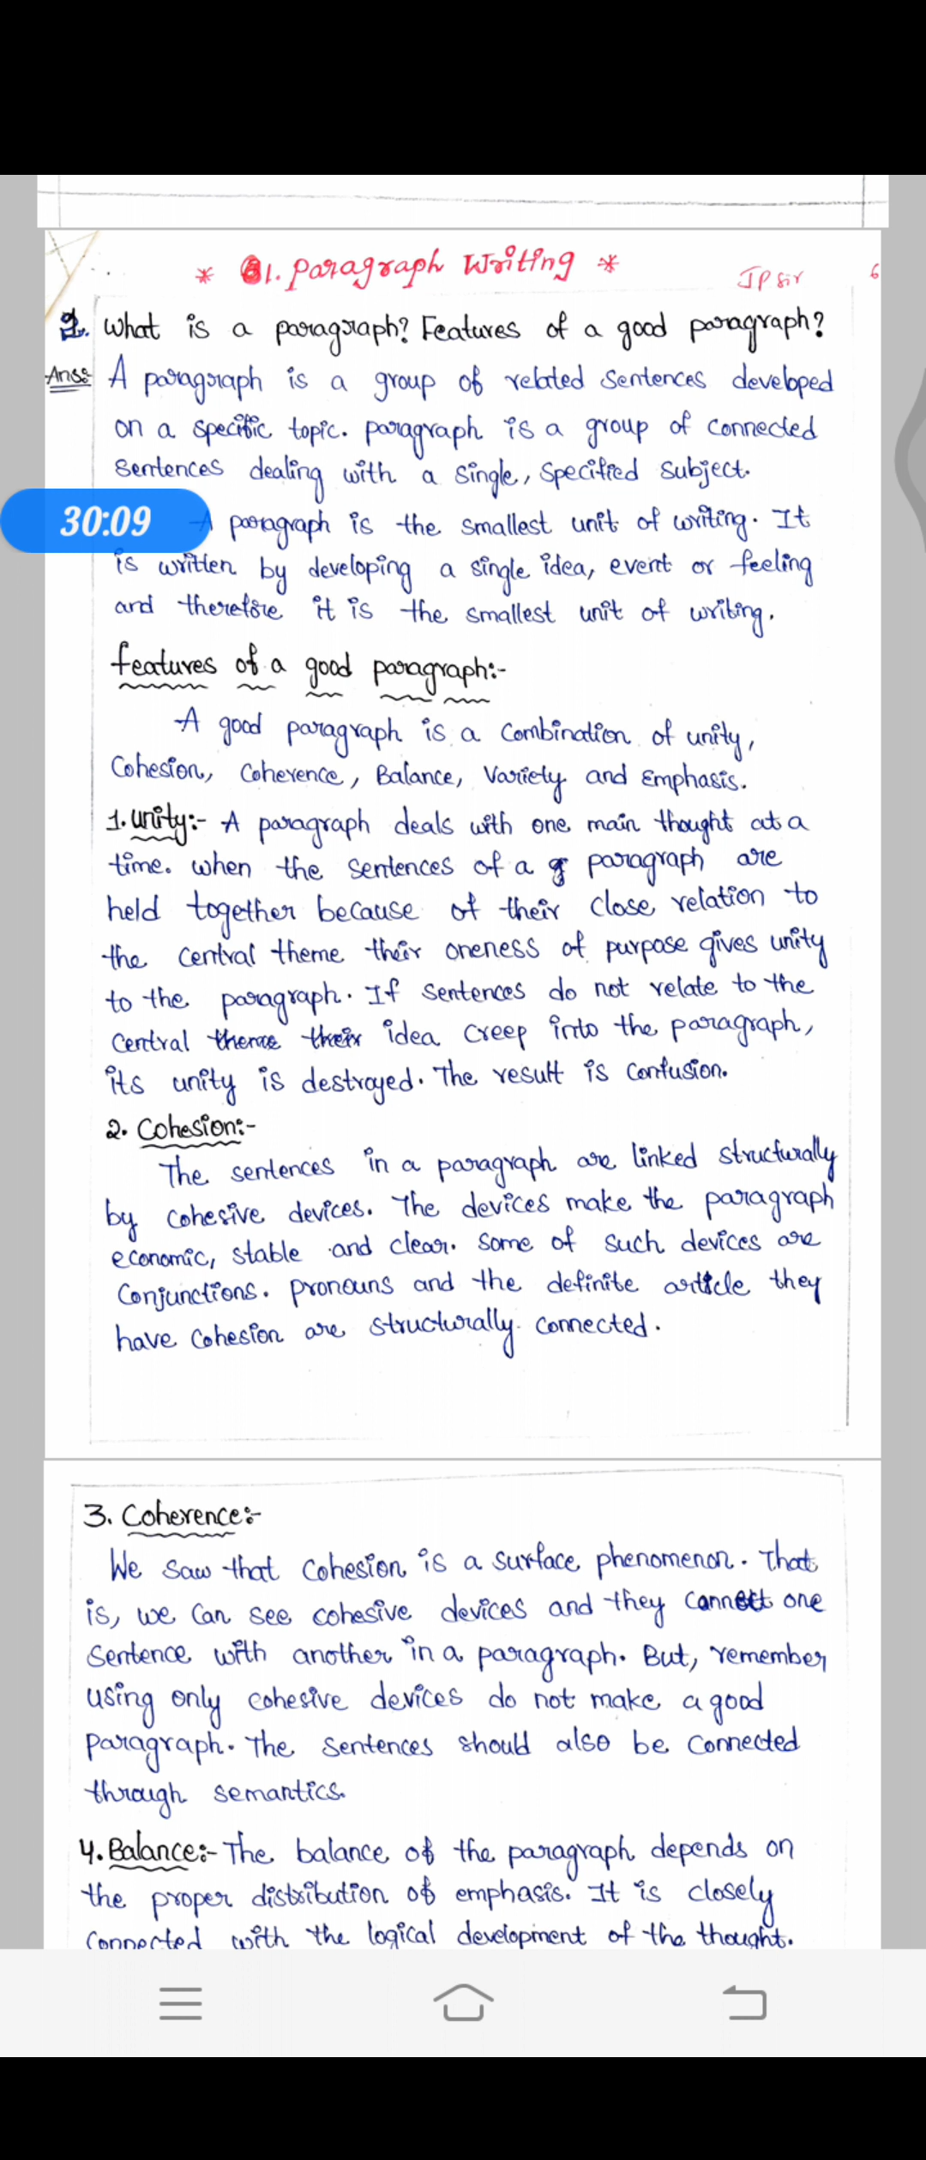 * 1. Paragraph Writing *
JP sir
6
1. What is a paragraph? Features of a good paragraph?
Ans:- A paragraph is a group of related sentences developed
on a specific topic. paragraph is a group of connected
sentences dealing with a single, specified subject.
30:09
A paragraph is the smallest unit of writing. It
is written by developing a single idea, event or feeling
and therefore it is the smallest unit of writing.
features of a good paragraph:-
A good paragraph is a combination of unity,
Cohesion, Coherence, Balance, Variety and Emphasis.
1. unity:- A paragraph deals with one main thought at a
time. when the sentences of a paragraph are
held together because of their close relation to
the central theme their oneness of purpose gives unity
to the paragraph. If sentences do not relate to the
central theme their idea creep into the paragraph,
its unity is destroyed. The result is confusion.
2. Cohesion:-
The sentences in a paragraph are linked structurally
by cohesive devices. The devices make the paragraph
economic, stable and clear. Some of such devices are
Conjunctions. pronouns and the definite article they
have cohesion are structurally connected.
3. Coherence:-
We saw that cohesion is a surface phenomenon. That
is, we can see cohesive devices and they connect one
sentence with another in a paragraph. But, remember
using only cohesive devices do not make a good
paragraph. The sentences should also be connected
through semantics.
4. Balance:- The balance of the paragraph depends on
the proper distribution of emphasis. It is closely
connected with the logical development of the thought.